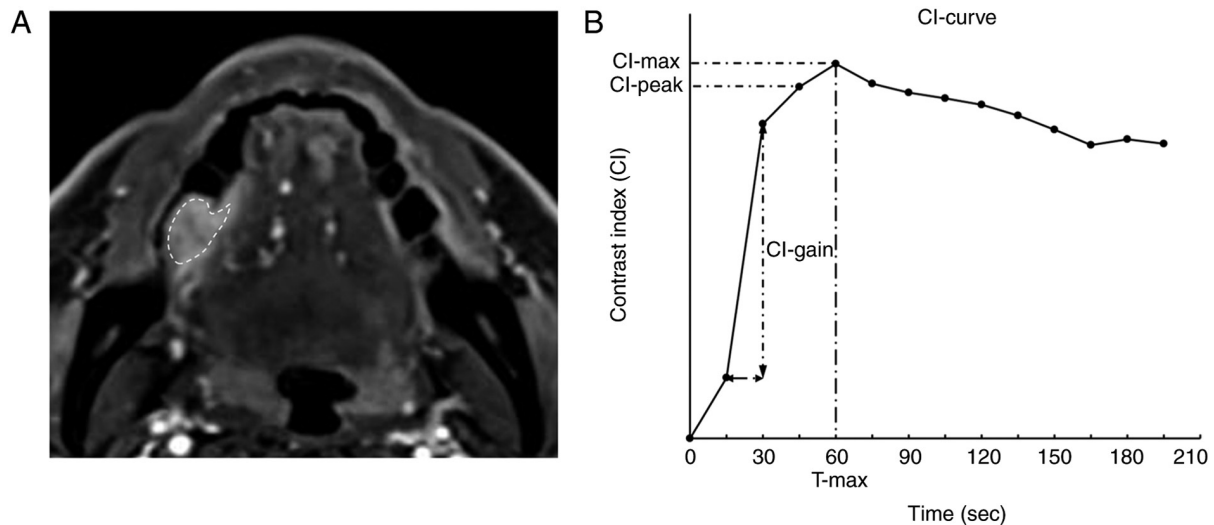 A
B
CI-curve
CI-max
CI-peak
CI-gain
Contrast index (CI)
0 30 60 90 120 150 180 210
T-max
Time (sec)